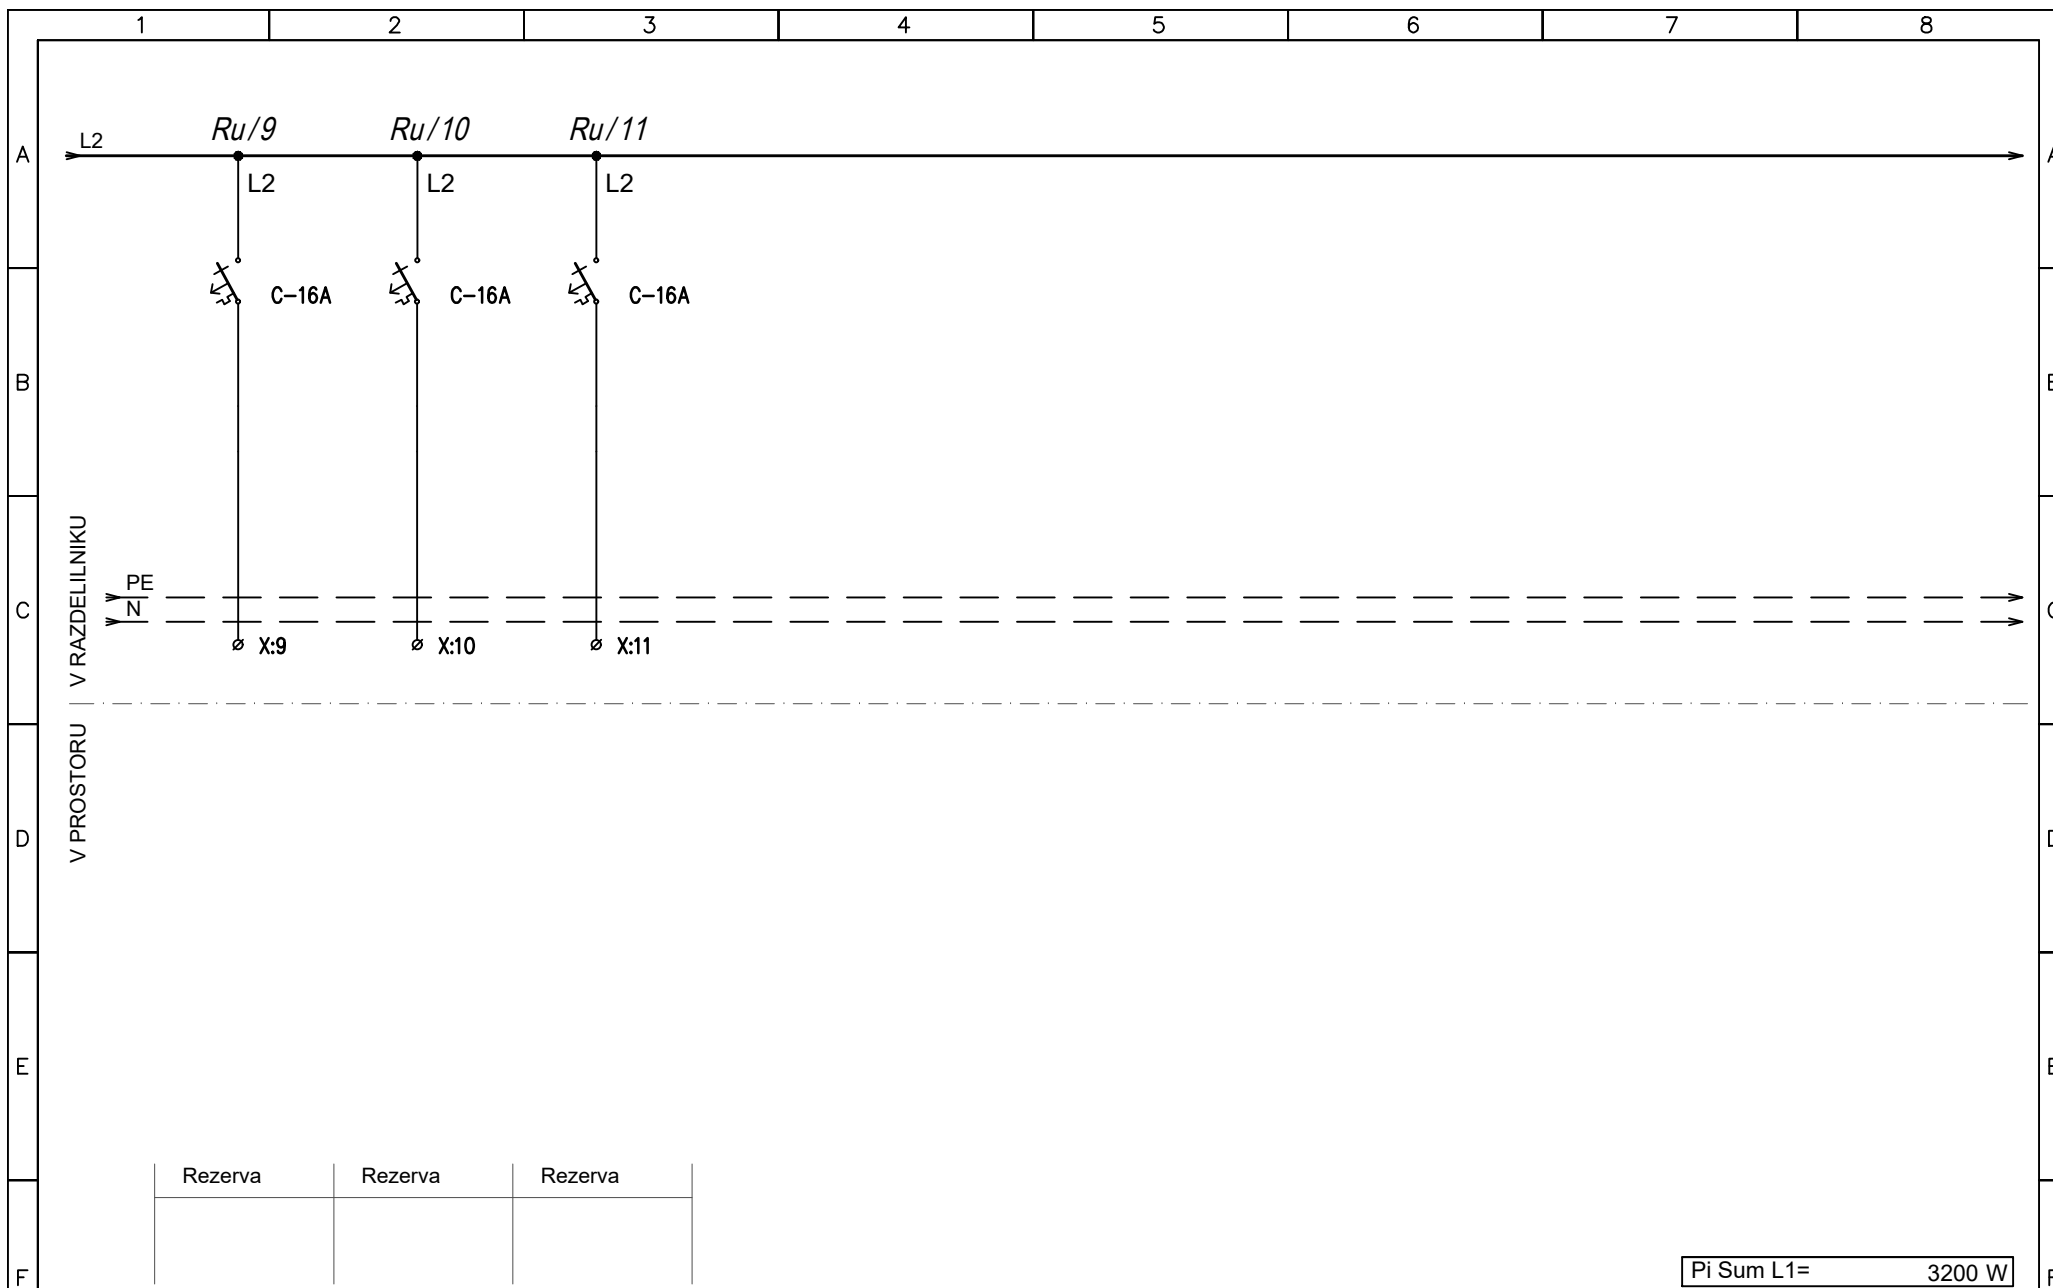 1 2 3 4 5 6 7 8
Ru/9 Ru/10 Ru/11
A L2
L2 L2 L2
C-16A C-16A C-16A
B
V RAZDELILNIKU
PE
C N
X:9 X:10 X:11
V PROSTORU
D D
E
Rezerva Rezerva Rezerva
F Pi Sum L1= 3200 W